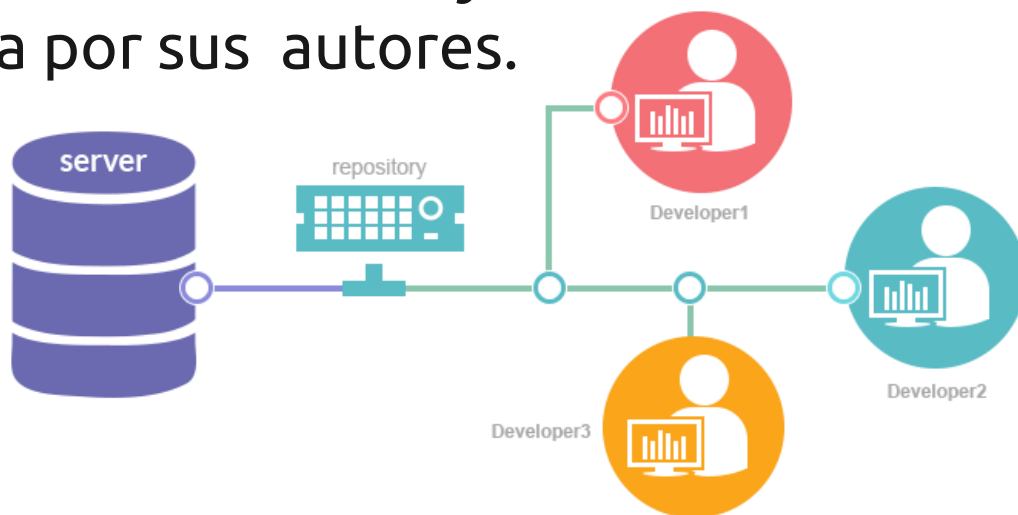 a por sus autores.
server
repository
Developer1
Developer2
Developer3